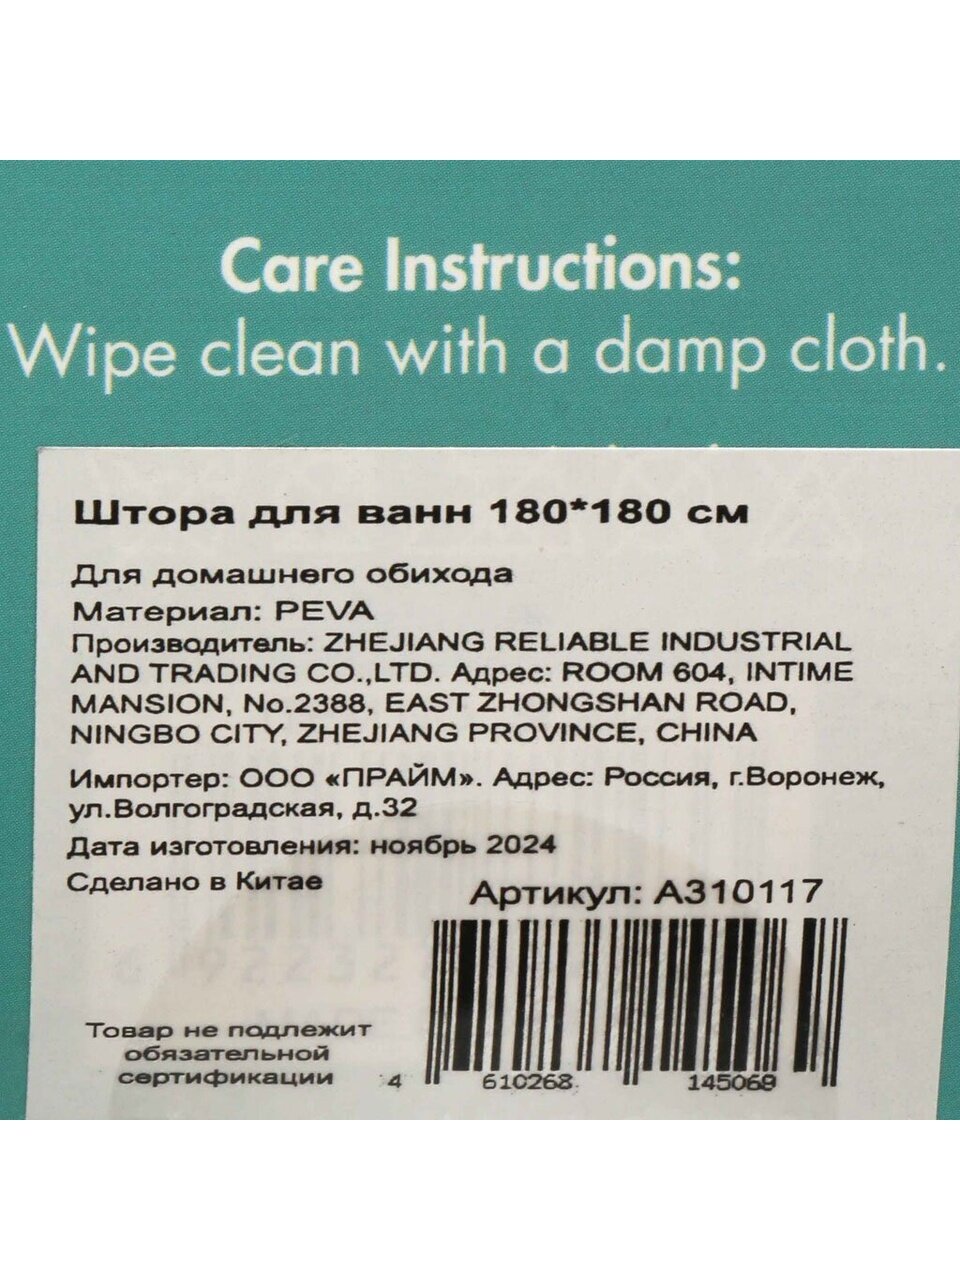 Care Instructions:
Wipe clean with a damp cloth.
Штора для ванн 180*180 см
Для домашнего обихода
Материал: PEVA
Производитель: ZHEJIANG RELIABLE INDUSTRIAL
AND TRADING CO.,LTD. Адрес: ROOM 604, INTIME
MANSION, No.2388, EAST ZHONGSHAN ROAD,
NINGBO CITY, ZHEJIANG PROVINCE, CHINA
Импортер: ООО «ПРАЙМ». Адрес: Россия, г.Воронеж,
ул.Волгоградская, д.32
Дата изготовления: ноябрь 2024
Сделано в Китае
Артикул: A310117
Товар не подлежит
обязательной
сертификации
4 610268 145069